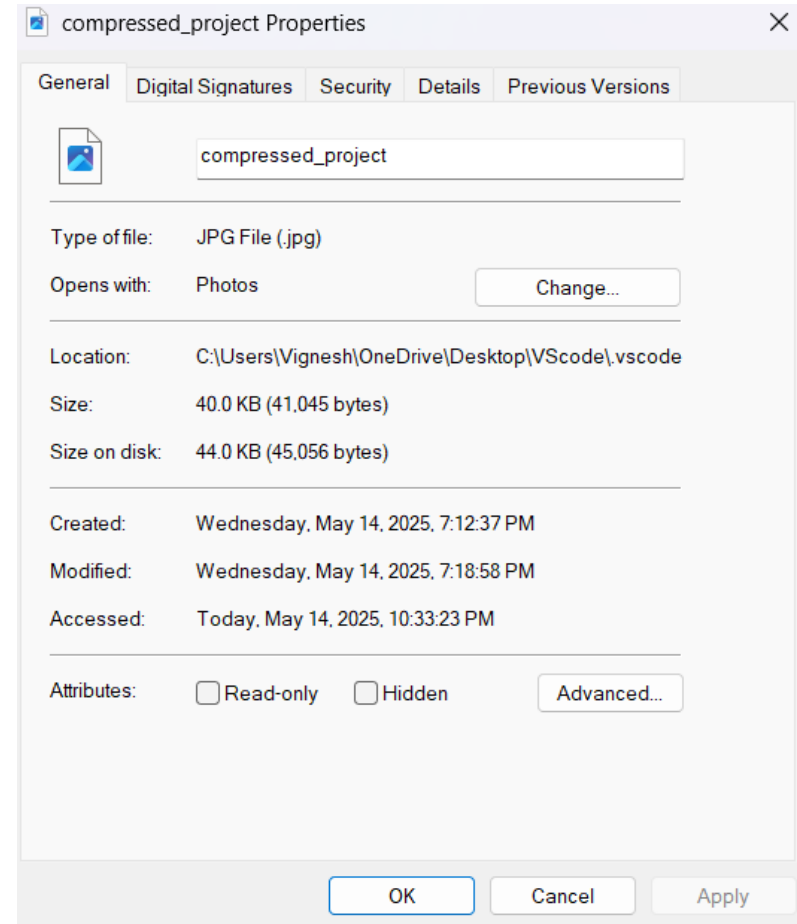 compressed_project Properties
General Digital Signatures Security Details Previous Versions
compressed_project
Type of file: JPG File (.jpg)
Opens with: Photos Change...
Location: C:\Users\Vignesh\OneDrive\Desktop\VScode\.vscode
Size: 40.0 KB (41,045 bytes)
Size on disk: 44.0 KB (45,056 bytes)
Created: Wednesday, May 14, 2025, 7:12:37 PM
Modified: Wednesday, May 14, 2025, 7:18:58 PM
Accessed: Today, May 14, 2025, 10:33:23 PM
Attributes: Read-only Hidden Advanced...
OK Cancel Apply